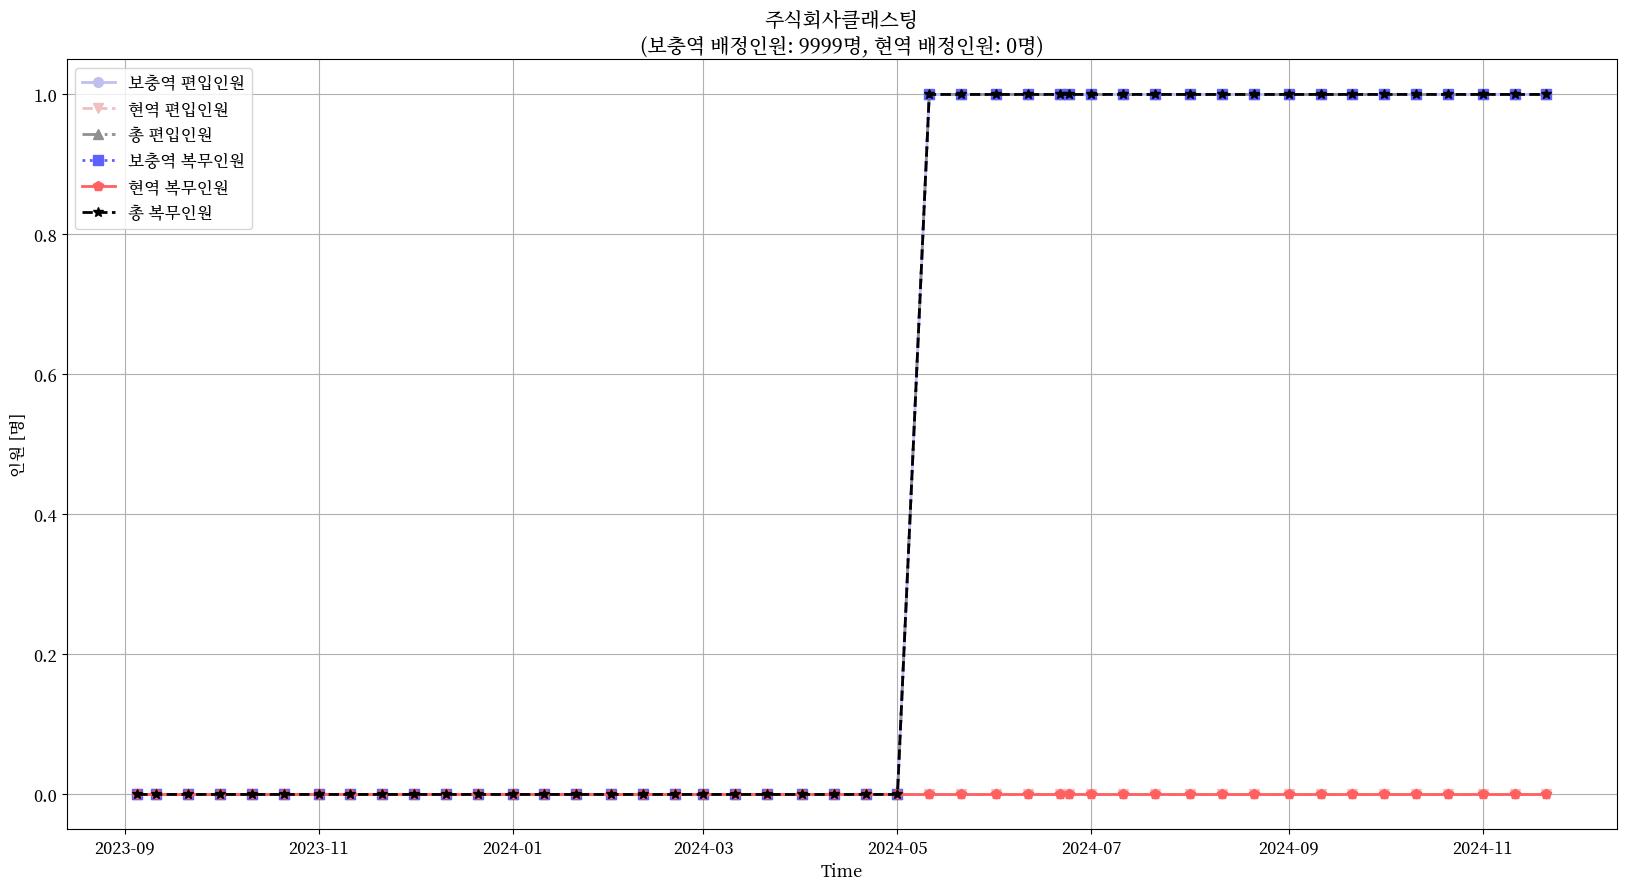 주식회사클래스팅
(보충역 배정인원: 9999명, 현역 배정인원: 0명)
보충역 편입인원
현역 편입인원
총 편입인원
보충역 복무인원
현역 복무인원
총 복무인원
인원 [명]
1.0
0.8
0.6
0.4
0.2
0.0
2023-09
2023-11
2024-01
2024-03
2024-05
2024-07
2024-09
2024-11
Time